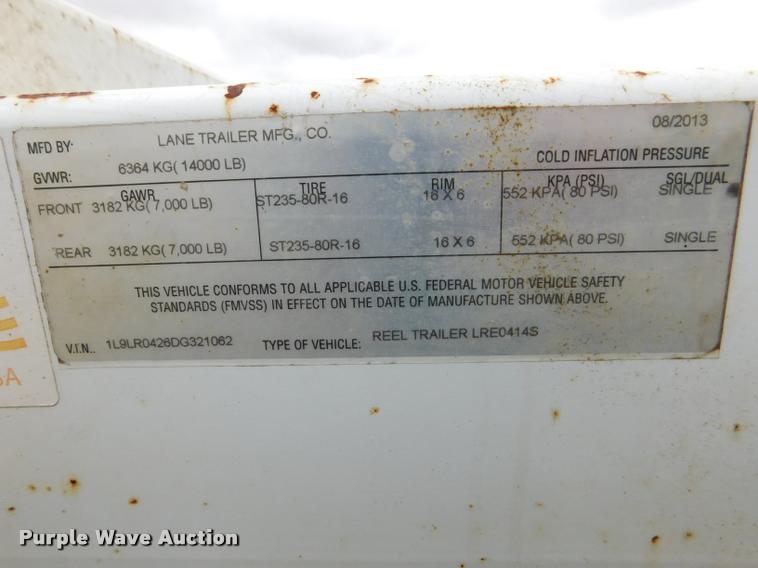 MFD BY: LANE TRAILER MFG., CO. 08/2013
GVWR: 6364 KG( 14000 LB) COLD INFLATION PRESSURE
GAWR TIRE RIM KPA (PSI) SGL/DUAL
FRONT 3182 KG( 7,000 LB) ST235-80R-16 16 X 6 552 KPA( 80 PSI) SINGLE
REAR 3182 KG( 7,000 LB) ST235-80R-16 16 X 6 552 KPA( 80 PSI) SINGLE
THIS VEHICLE CONFORMS TO ALL APPLICABLE U.S. FEDERAL MOTOR VEHICLE SAFETY
STANDARDS (FMVSS) IN EFFECT ON THE DATE OF MANUFACTURE SHOWN ABOVE.
V.I.N.. 1L9LR0426DG321062 TYPE OF VEHICLE: REEL TRAILER LRE0414S
Purple Wave Auction